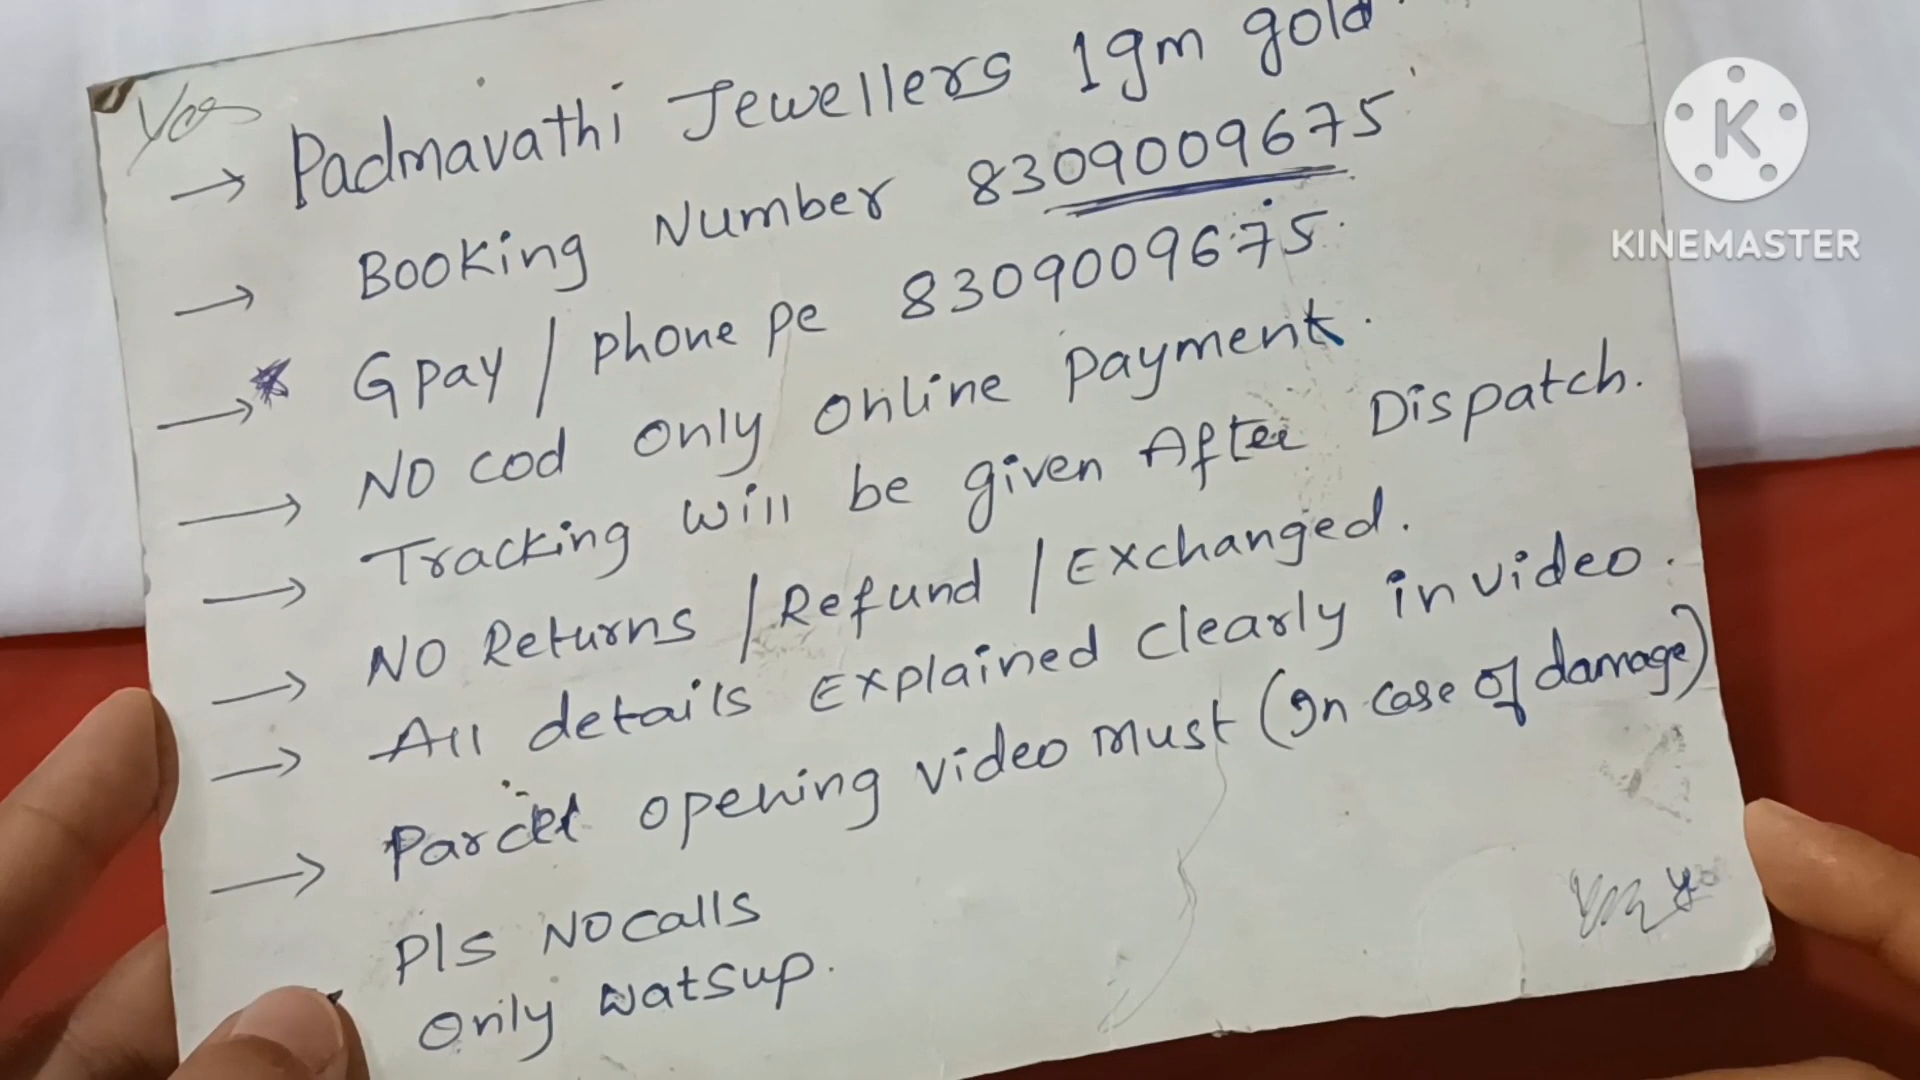 Yes
→ Padmavathi Jewellers 1gm gold.
→ Booking Number 8309009675
→ * Gpay / phone pe 8309009675.
→ NO cod only online payment.
→ Tracking will be given After Dispatch.
→ NO Returns / Refund / Exchanged.
→ All details Explained clearly in video.
→ Parcel opening video must (In case of damage)
Pls NO calls
only watsup.
K
KINEMASTER